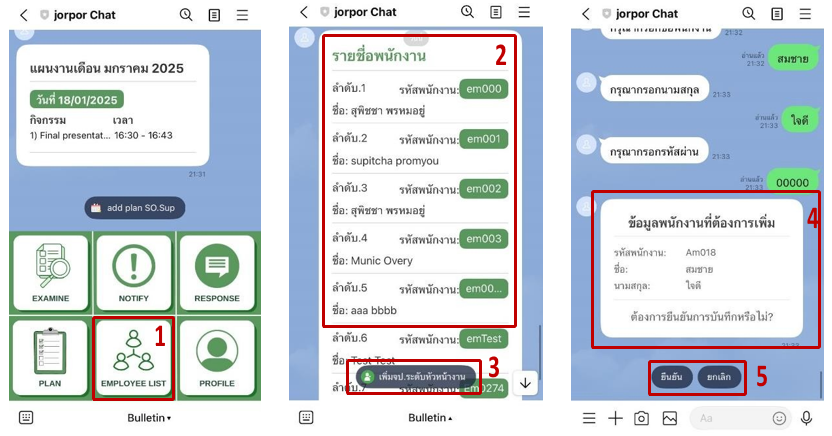 jorpor Chat
แผนงานเดือน มกราคม 2025
วันที่ 18/01/2025
กิจกรรม เวลา
1) Final presentat... 16:30 - 16:43
21:31
add plan SO.Sup
EXAMINE
NOTIFY
RESPONSE
1
PLAN
EMPLOYEE LIST
PROFILE
Bulletin
jorpor Chat
2
รายชื่อพนักงาน
ลำดับ.1 รหัสพนักงาน: em000
ชื่อ: สุพิชชา พรหมอยู่
ลำดับ.2 รหัสพนักงาน: em001
ชื่อ: supitcha promyou
ลำดับ.3 รหัสพนักงาน: em002
ชื่อ: สุพิชชา พรหมอยู่
ลำดับ.4 รหัสพนักงาน: em003
ชื่อ: Munic Overy
ลำดับ.5 รหัสพนักงาน: em00...
ชื่อ: aaa bbbb
ลำดับ.6 รหัสพนักงาน: emTest
ชื่อ: Test Test
3
เพิ่มจป.ระดับหัวหน้างาน
ลำดับ.7 Em0274
Bulletin
jorpor Chat
21:32
อ่านแล้ว
21:33
สมชาย
กรุณากรอกนามสกุล
21:33
อ่านแล้ว
21:33
ใจดี
กรุณากรอกรหัสผ่าน
21:33
อ่านแล้ว
21:33
00000
4
ข้อมูลพนักงานที่ต้องการเพิ่ม
รหัสพนักงาน: Am018
ชื่อ: สมชาย
นามสกุล: ใจดี
ต้องการยืนยันการบันทึกหรือไม่?
21:33
ยืนยัน
ยกเลิก
5
Aa